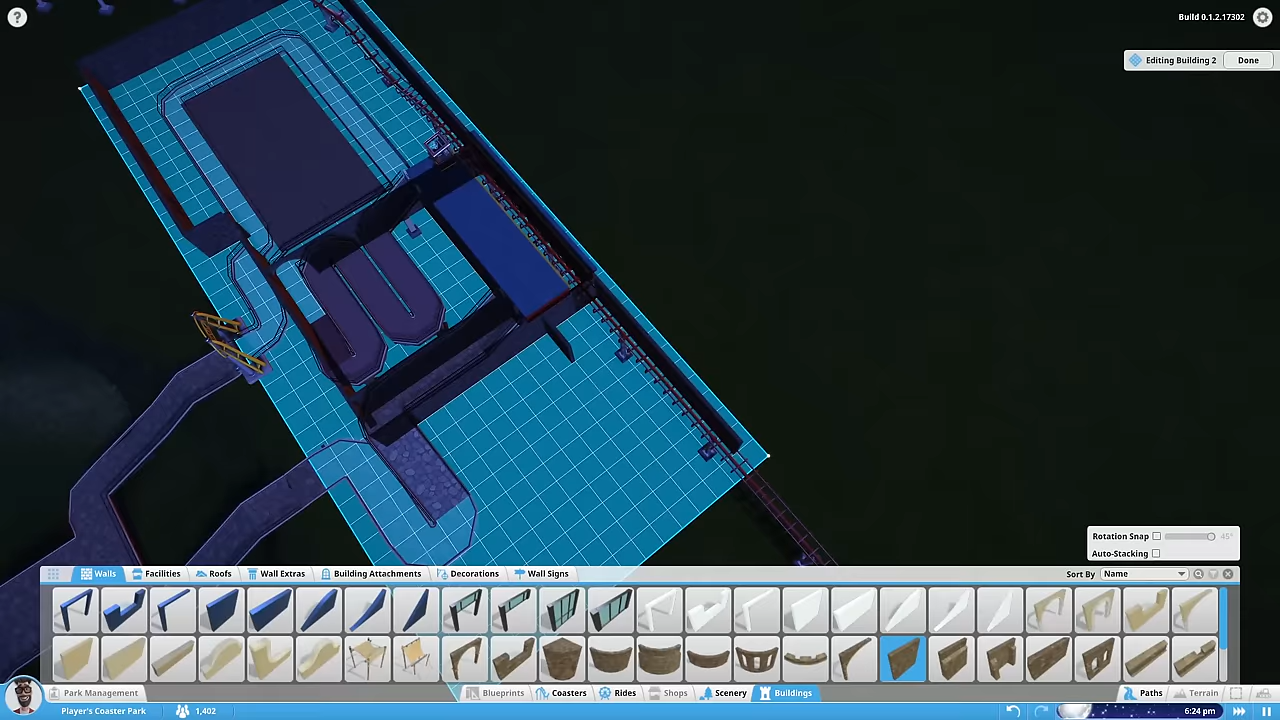 ?
Build 0.1.2.17302
Editing Building 2
Done
Rotation Snap
45°
Auto-Stacking
Walls
Facilities
Roofs
Wall Extras
Building Attachments
Decorations
Wall Signs
Sort By
Name
Park Management
Blueprints
Coasters
Rides
Shops
Scenery
Buildings
Paths
Terrain
Player's Coaster Park
1,402
6:24 pm